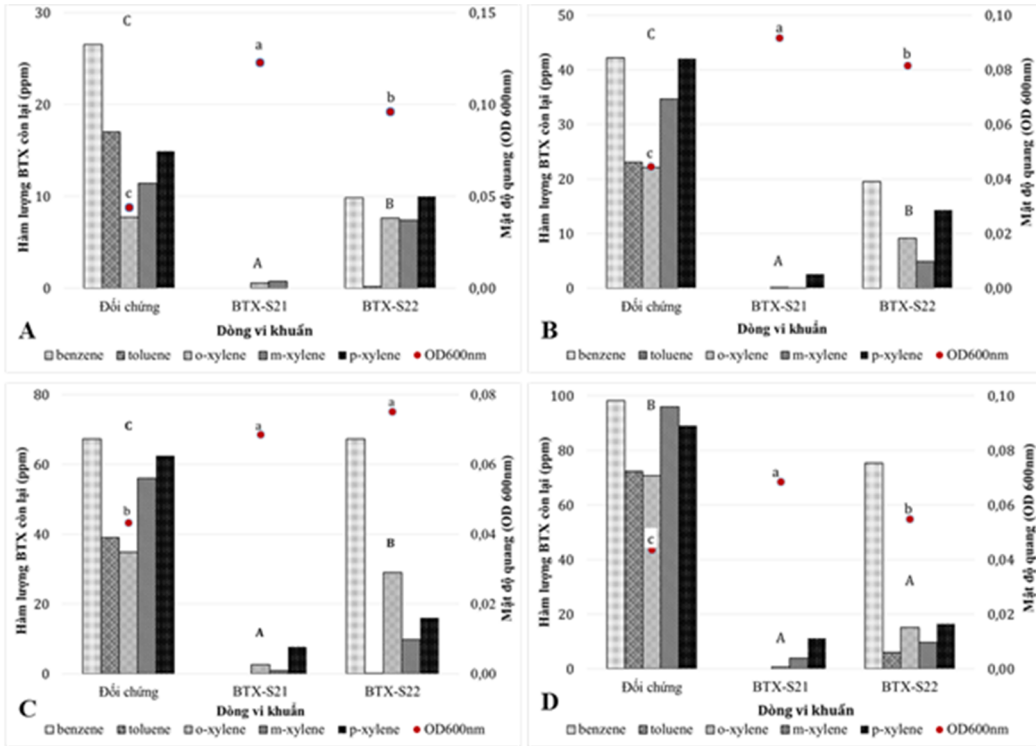 30
20
10
0
Hàm lượng BTX còn lại (ppm)
C
c
a
A
b
B
0,15
0,10
0,05
0,00
Mật độ quang (OD 600nm)
Đối chứng BTX-S21 BTX-S22
A
Dòng vi khuẩn
benzene toluene o-xylene m-xylene p-xylene OD600nm
50
40
30
20
10
0
Hàm lượng BTX còn lại (ppm)
C
c
a
A
b
B
0,10
0,08
0,06
0,04
0,02
0,00
Mật độ quang (OD 600nm)
Đối chứng BTX-S21 BTX-S22
B
Dòng vi khuẩn
benzene toluene o-xylene m-xylene p-xylene OD600nm
80
60
40
20
0
Hàm lượng BTX còn lại (ppm)
C
b
a
A
a
B
0,08
0,06
0,04
0,02
0,00
Mật độ quang (OD 600nm)
Đối chứng BTX-S21 BTX-S22
C
Dòng vi khuẩn
benzene toluene o-xylene m-xylene p-xylene OD600nm
100
80
60
40
20
0
Hàm lượng BTX còn lại (ppm)
B
c
a
A
b
A
0,10
0,08
0,06
0,04
0,02
0,00
Mật độ quang (OD 600nm)
Đối chứng BTX-S21 BTX-S22
D
Dòng vi khuẩn
benzene toluene o-xylene m-xylene p-xylene OD600nm